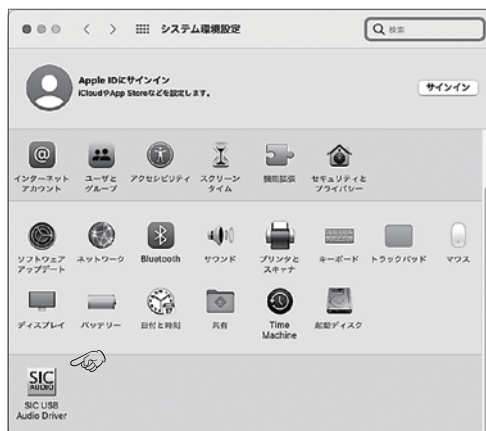 システム環境設定
検索
Apple IDにサインイン
iCloudやApp Storeなどを設定します。
サインイン
インターネット
アカウント
ユーザと
グループ
アクセシビリティ
スクリーン
タイム
機能拡張
セキュリティと
プライバシー
ソフトウェア
アップデート
ネットワーク
Bluetooth
サウンド
プリンタと
スキャナ
キーボード
トラックパッド
マウス
ディスプレイ
バッテリー
日付と時刻
17
共有
Time
Machine
起動ディスク
SIC
AUDIO
SIC USB
Audio Driver